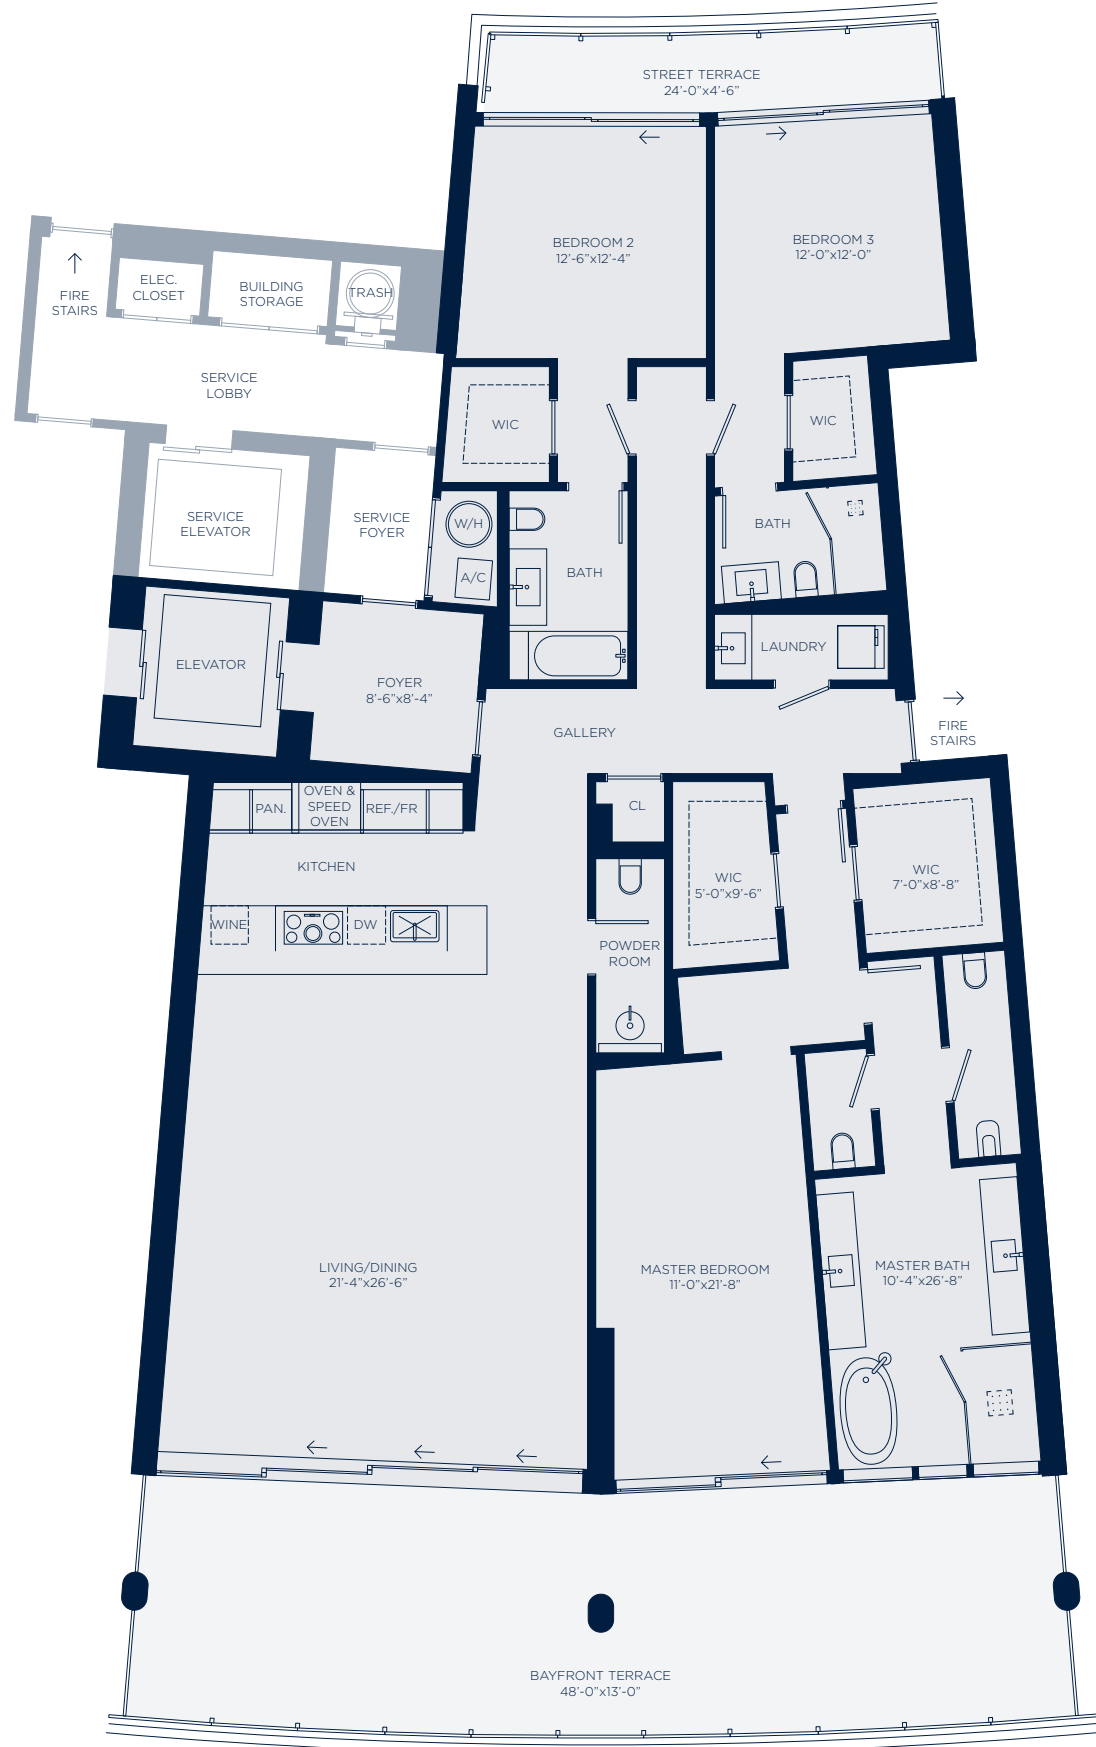 STREET TERRACE
24'-0"x4'-6"
BEDROOM 2
12'-6"x12'-4"
BEDROOM 3
12'-0"x12'-0"
ELEC.
CLOSET
BUILDING
STORAGE
TRASH
FIRE
STAIRS
SERVICE
LOBBY
WIC
WIC
SERVICE
ELEVATOR
SERVICE
FOYER
W/H
A/C
BATH
BATH
ELEVATOR
FOYER
8'-6"x8'-4"
LAUNDRY
GALLERY
FIRE
STAIRS
PAN.
OVEN &
SPEED
OVEN
REF./FR
CL
KITCHEN
WIC
5'-0"x9'-6"
WIC
7'-0"x8'-8"
WINE
DW
POWDER
ROOM
LIVING/DINING
21'-4"x26'-6"
MASTER BEDROOM
11'-0"x21'-8"
MASTER BATH
10'-4"x26'-8"
BAYFRONT TERRACE
48'-0"x13'-0"